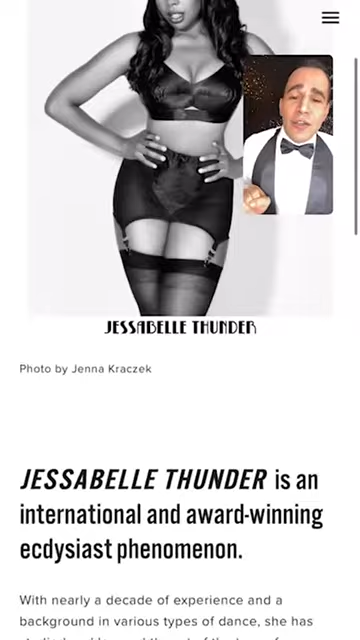 JESSABELLE THUNDER
Photo by Jenna Kraczek
JESSABELLE THUNDER is an
international and award-winning
ecdysiast phenomenon.
With nearly a decade of experience and a
background in various types of dance, she has